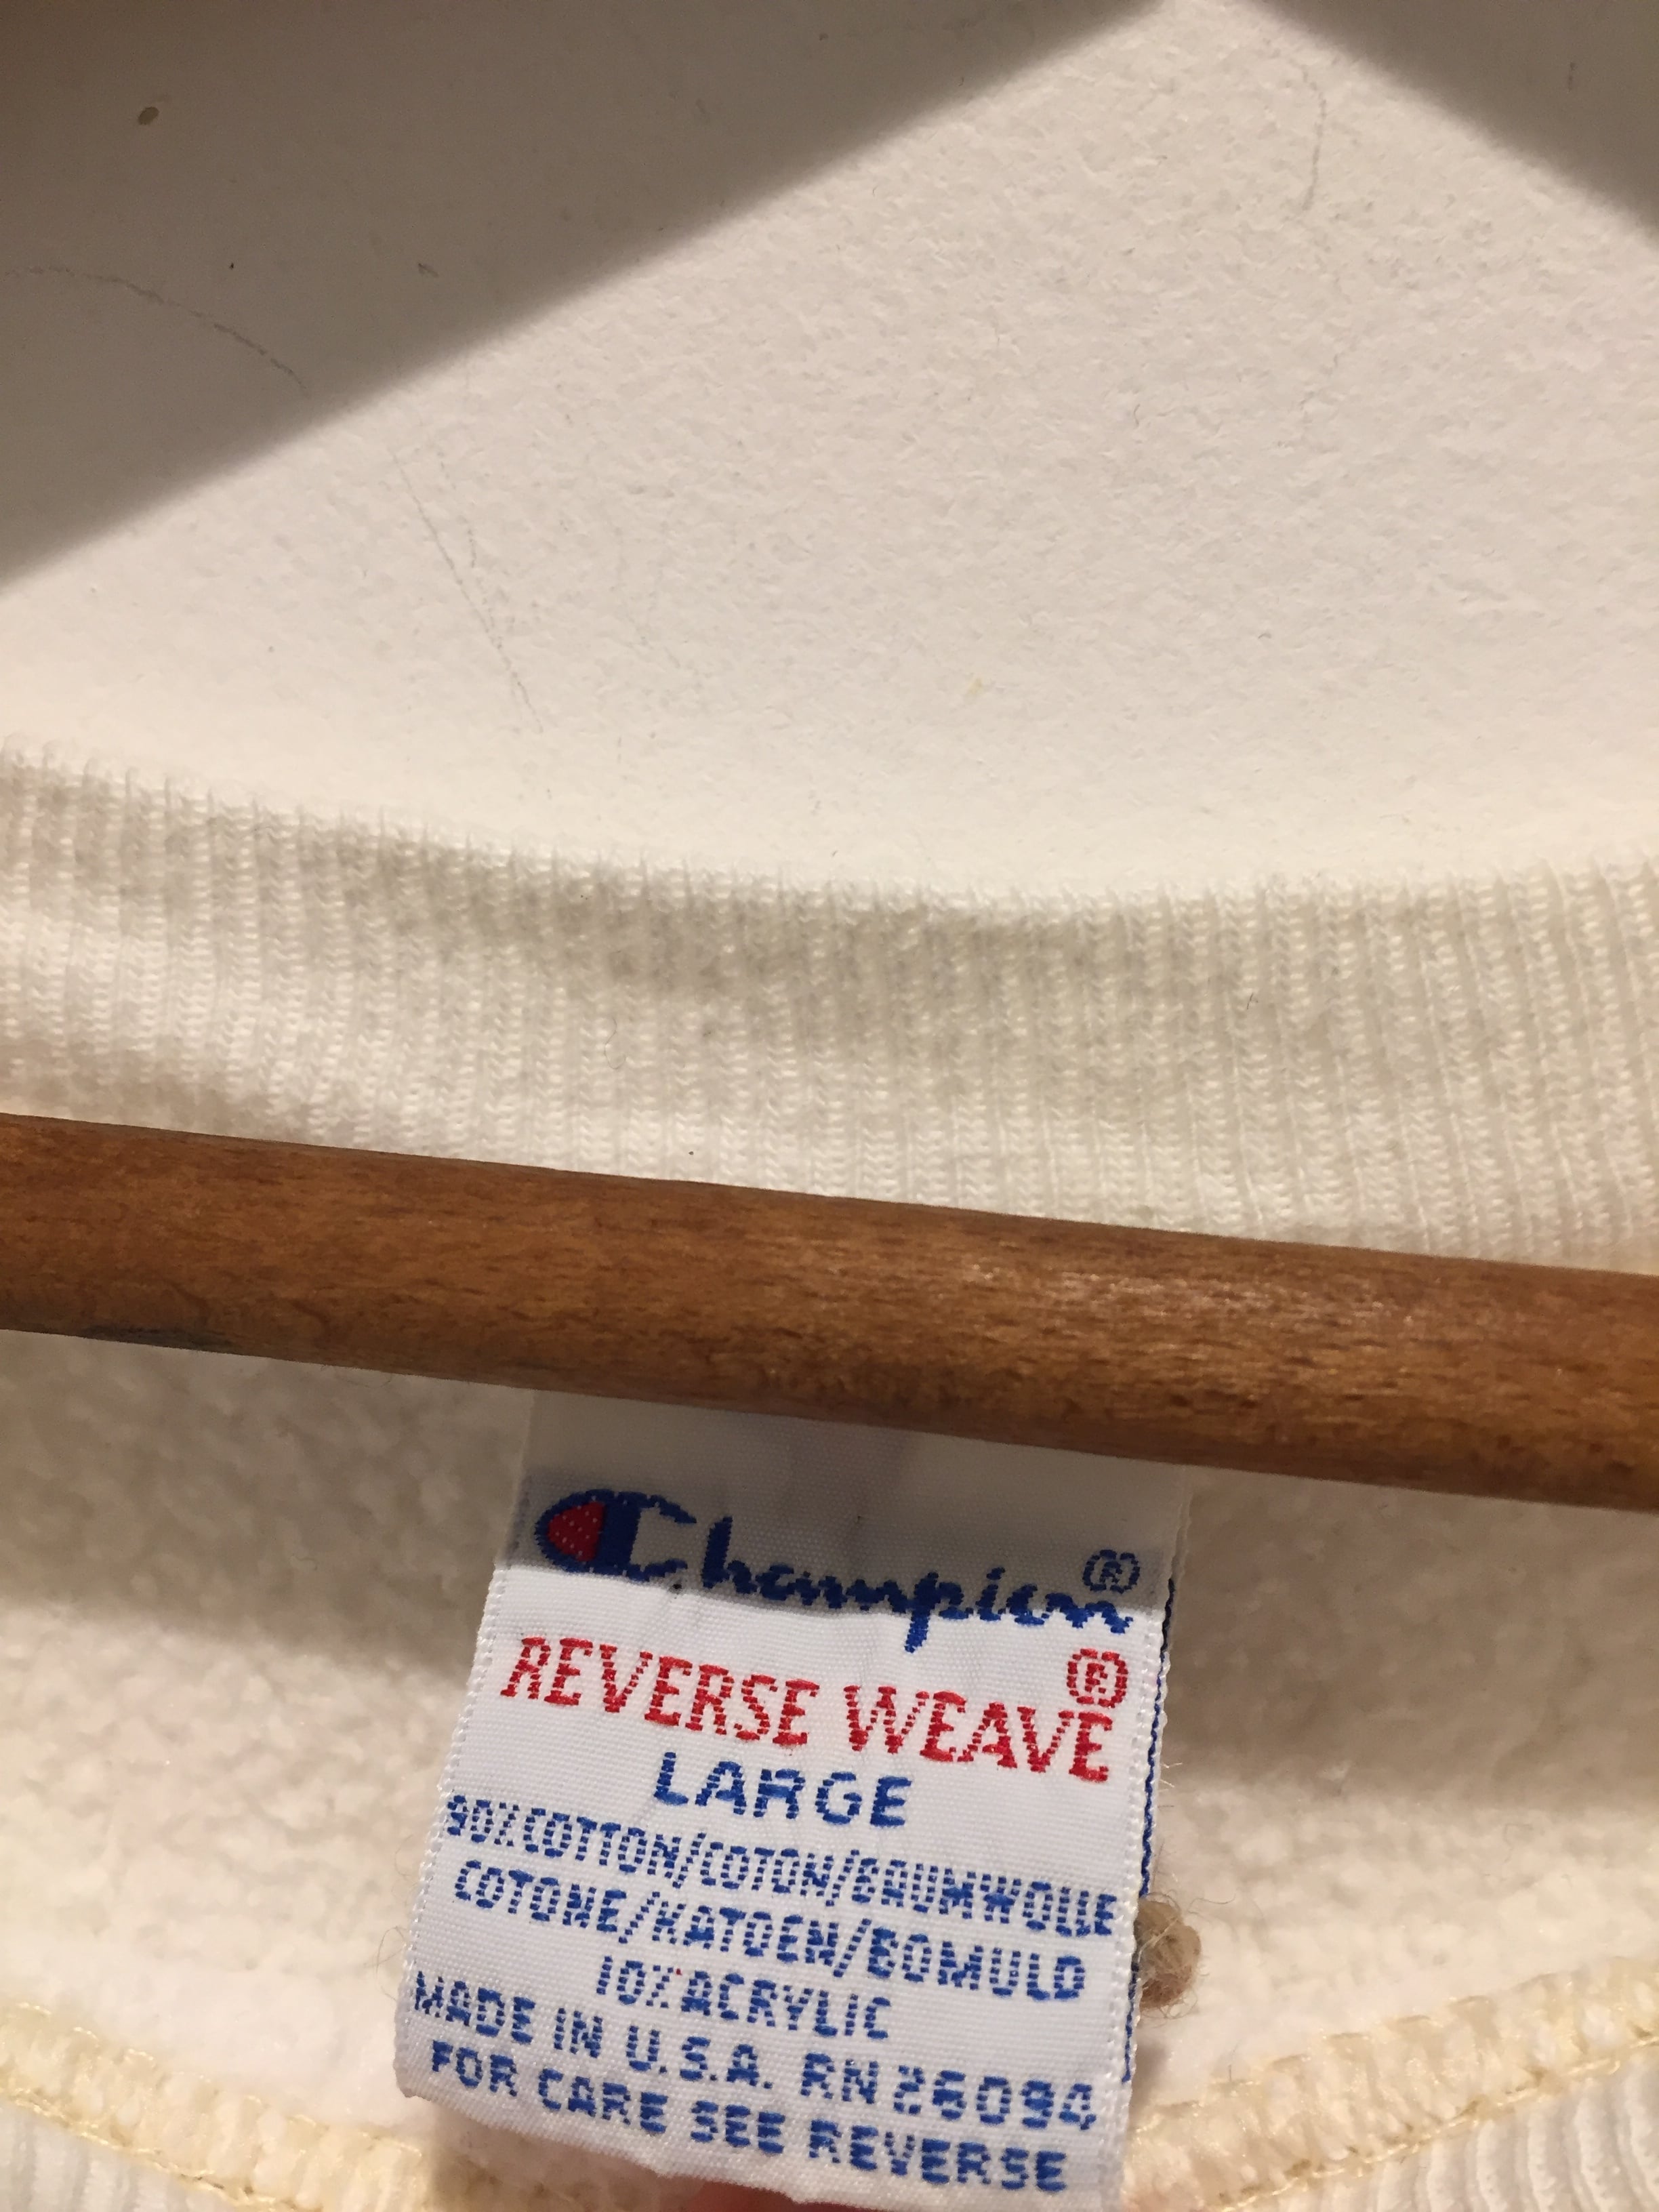 Champion®
REVERSE WEAVE®
LARGE
90% COTTON/COTON/BAUMWOLLE
COTONE/KATOEN/BOMULD
10% ACRYLIC
MADE IN U.S.A. RN 26094
FOR CARE SEE REVERSE